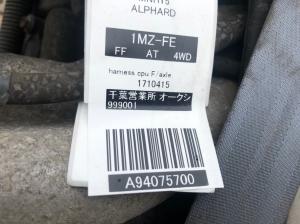 ALPHARD
1MZ-FE
FF AT 4WD
harness cpu F/axle
1710415
千葉営業所 オークシ
999001
A94075700